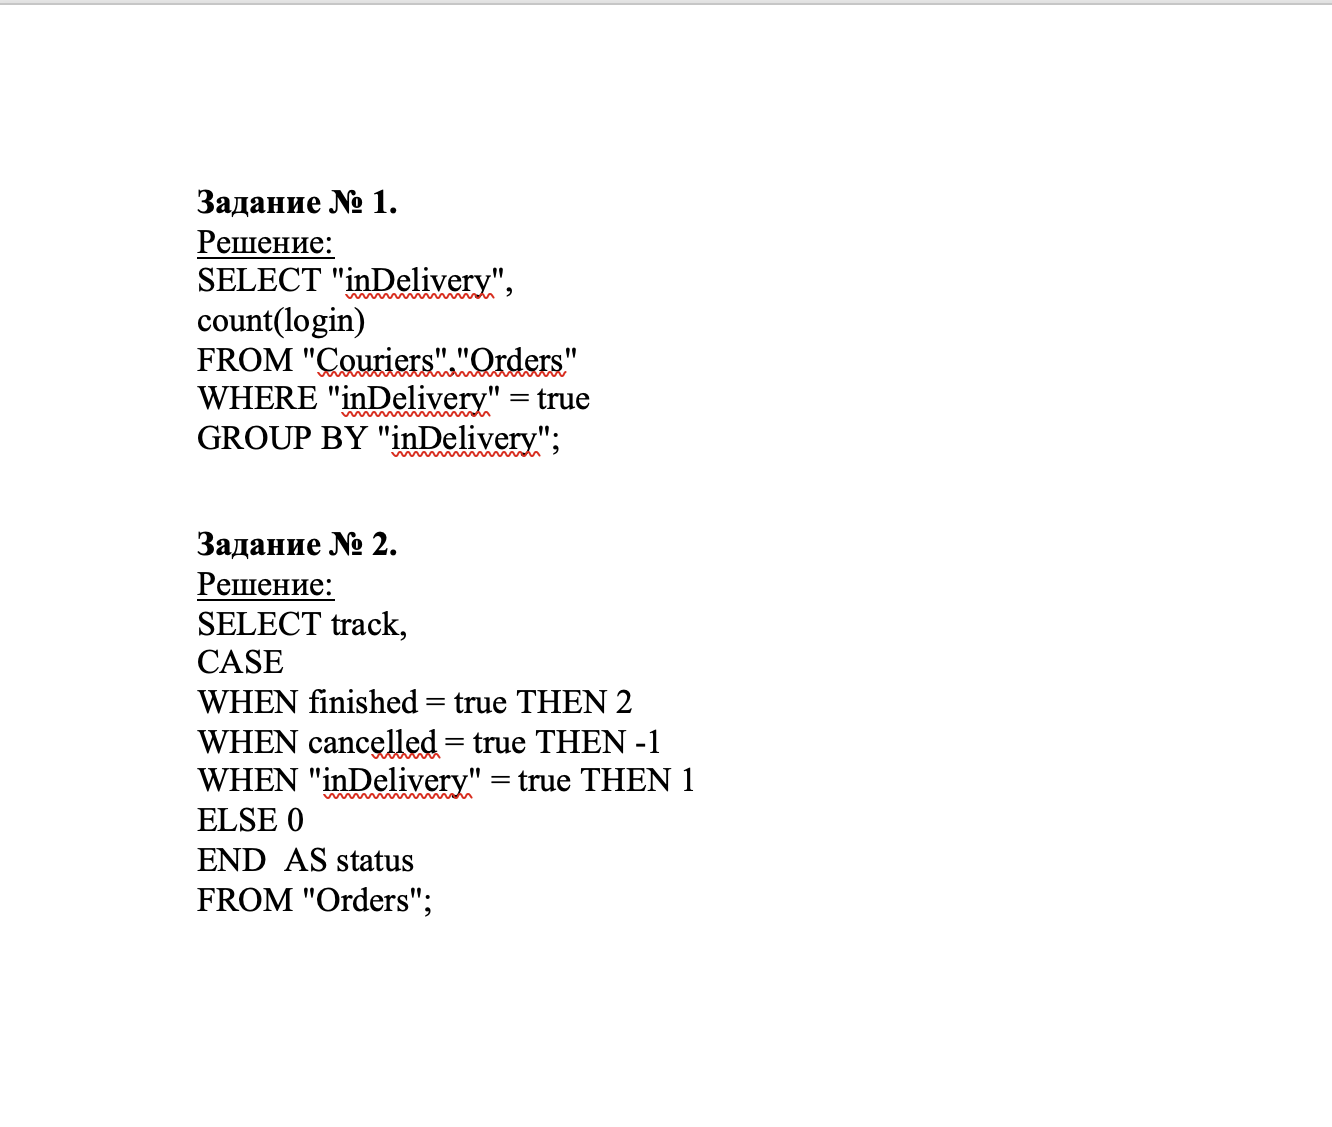 Задание № 1.
Решение:
SELECT "inDelivery",
count(login)
FROM "Couriers","Orders"
WHERE "inDelivery" = true
GROUP BY "inDelivery";
Задание № 2.
Решение:
SELECT track,
CASE
WHEN finished = true THEN 2
WHEN cancelled = true THEN -1
WHEN "inDelivery" = true THEN 1
ELSE 0
END  AS status
FROM "Orders";